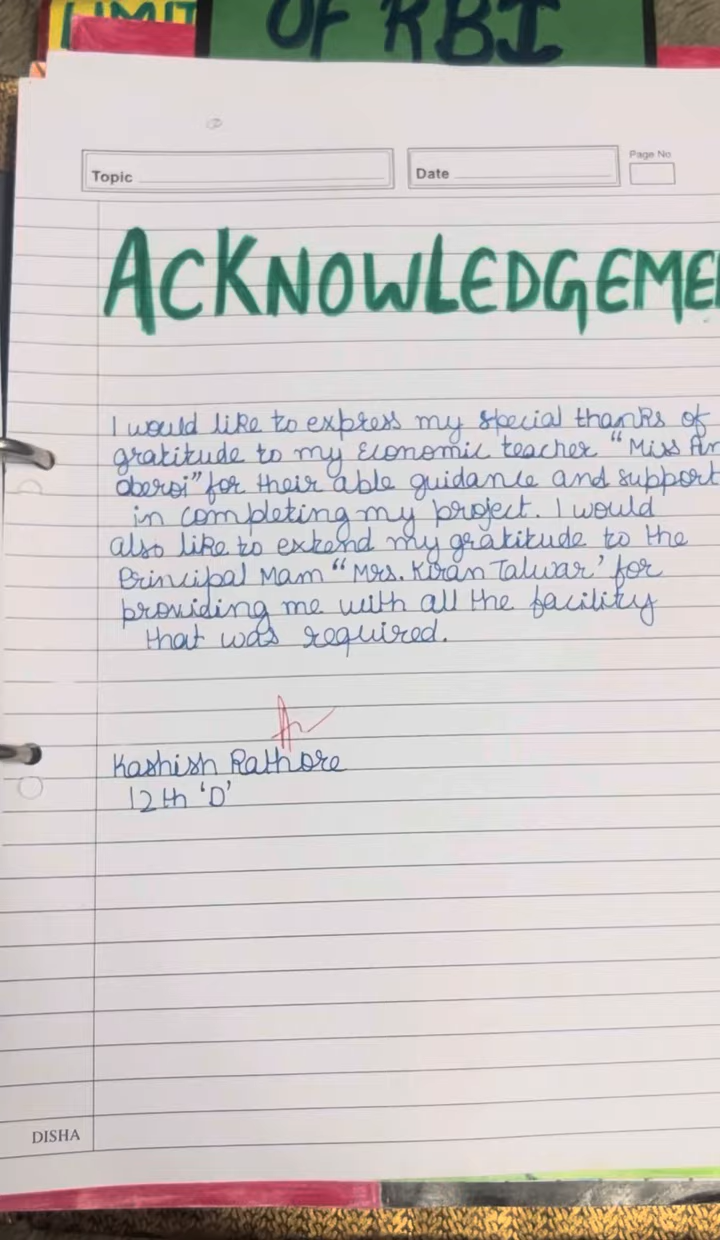 LIMIT
OF RBI
Topic
Date
Page No
ACKNOWLEDGEME
I would like to express my special thanks of
gratitude to my Economic teacher "Miss
oberoi" for their able guidance and support
in completing my project. I would
also like to extend my gratitude to the
Principal Mam "Mrs. Kiran Talwar' for
providing me with all the facility
that was required.
Kashish Rathore
12th 'D'
DISHA